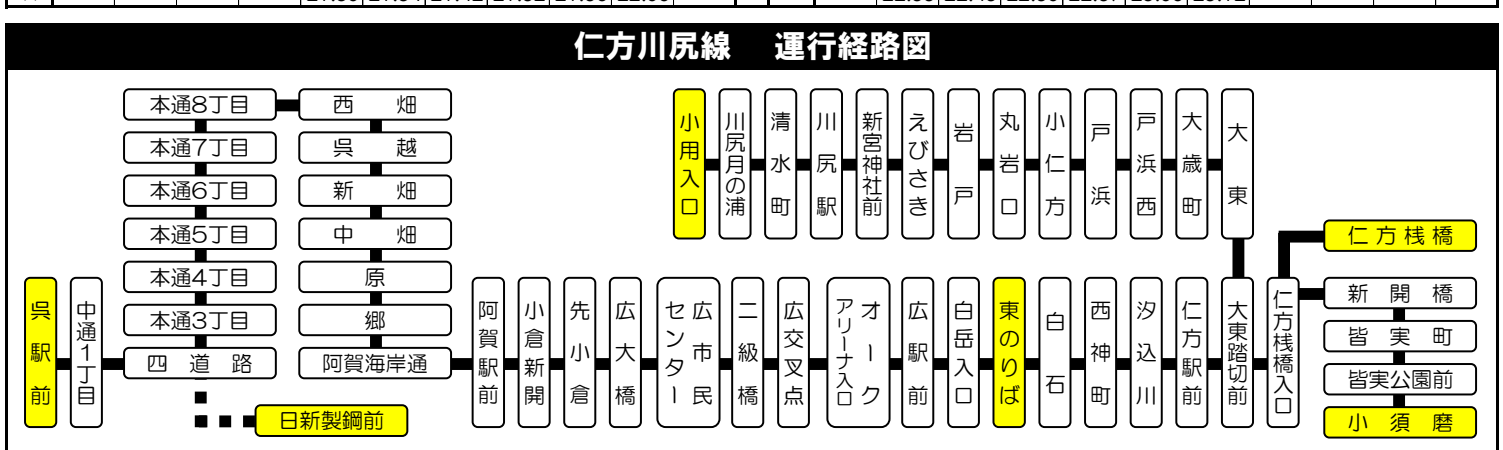 仁方川尻線　運行経路図
本通8丁目
西畑
本通7丁目
呉越
本通6丁目
新畑
本通5丁目
中畑
本通4丁目
原
本通3丁目
郷
四道路
阿賀海岸通
呉駅前
中通1丁目
日新製鋼前
小用入口
川尻月の浦
清水町
川尻駅
新宮神社前
えびさき
岩戸
丸岩口
小仁方
戸浜
戸浜西
大歳町
大東
阿賀駅前
小倉新開
先小倉
広大橋
広市民センター
二級橋
広交叉点
オークアリーナ入口
広駅前
白岳入口
東のりば
白石
西神町
汐込川
仁方駅前
大東踏切前
仁方桟橋入口
仁方桟橋
新開橋
皆実町
皆実公園前
小須磨